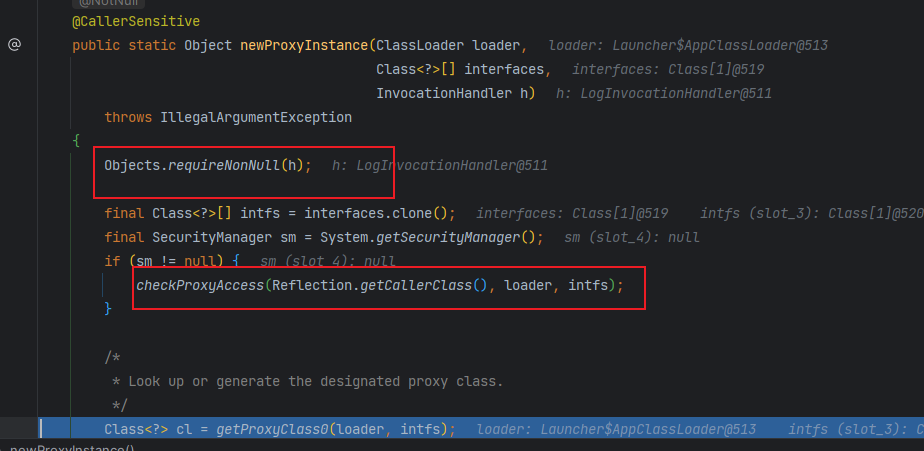 @NotNull
@CallerSensitive
@ public static Object newProxyInstance(ClassLoader loader, loader: Launcher$AppClassLoader@513
Class<?>[] interfaces, interfaces: Class[1]@519
InvocationHandler h) h: LogInvocationHandler@511
throws IllegalArgumentException
{
Objects.requireNonNull(h); h: LogInvocationHandler@511
final Class<?>[] intfs = interfaces.clone(); interfaces: Class[1]@519 intfs (slot_3): Class[1]@520
final SecurityManager sm = System.getSecurityManager(); sm (slot_4): null
if (sm != null) { sm (slot_4): null
checkProxyAccess(Reflection.getCallerClass(), loader, intfs);
}
/*
* Look up or generate the designated proxy class.
*/
Class<?> cl = getProxyClass0(loader, intfs); loader: Launcher$AppClassLoader@513 intfs (slot_3): C
newProxyInstance()